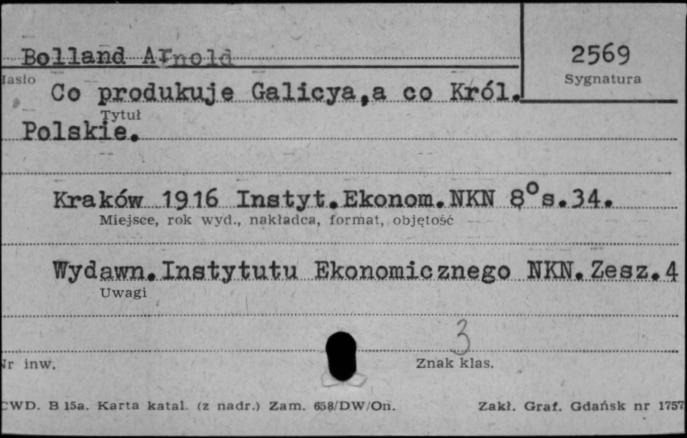 Bolland Arnold
2569
Hasło
Sygnatura
Co produkuje Galicya,a co Król.
Tytuł
Polskie.
Kraków 1916 Instyt.Ekonom.NKN 8°s.34.
Miejsce, rok wyd., nakładca, format, objętość
Wydawn.Instytutu Ekonomicznego NKN.Zesz.4
Uwagi
3
Nr inw.
Znak klas.
CWD. B 15a. Karta katal. (z nadr.) Zam. 658/DW/On.
Zakł. Graf. Gdańsk nr 1757